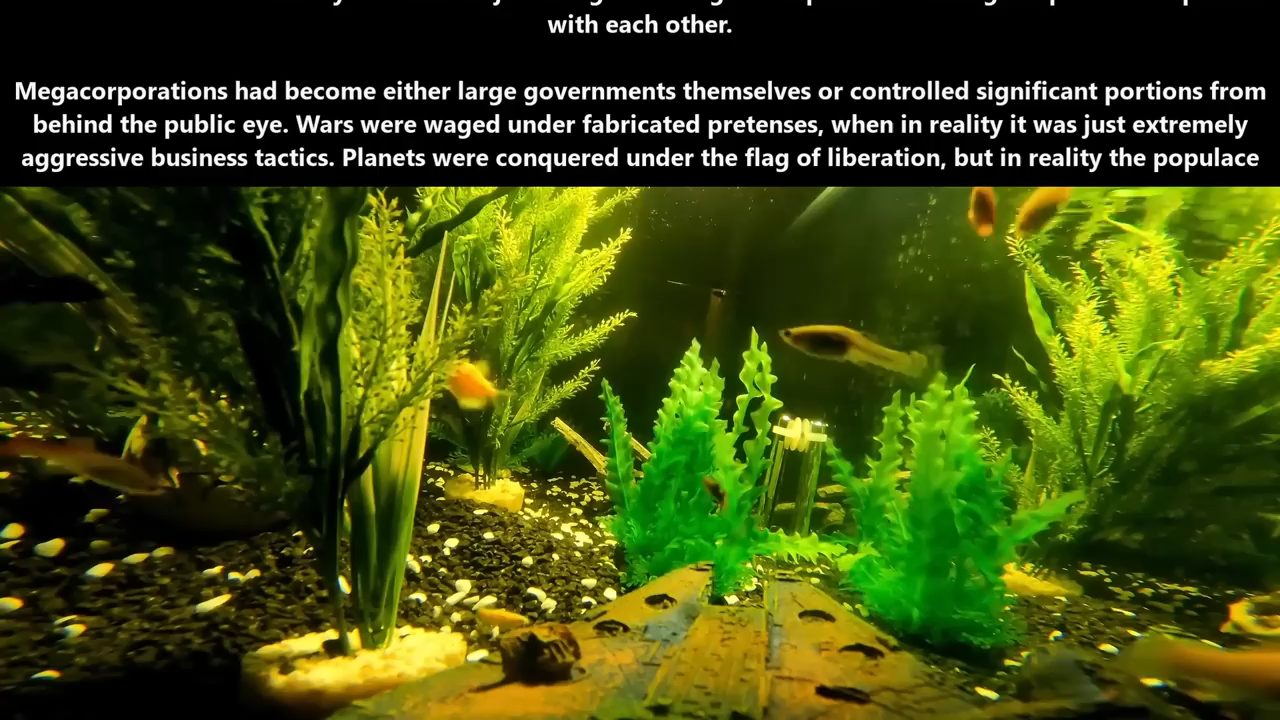 with each other.
Megacorporations had become either large governments themselves or controlled significant portions from
behind the public eye. Wars were waged under fabricated pretenses, when in reality it was just extremely
aggressive business tactics. Planets were conquered under the flag of liberation, but in reality the populace